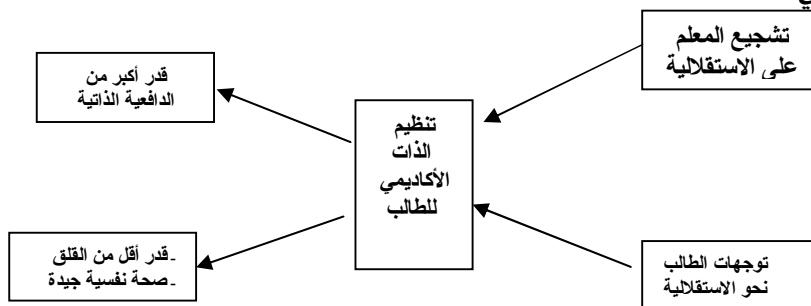 ي
تشجيع المعلم
على الاستقلالية
قدر أكبر من
الدافعية الذاتية
تنظيم
الذات
الأكاديمي
للطالب
-قدر أقل من القلق
-صحة نفسية جيدة
توجهات الطالب
نحو الاستقلالية